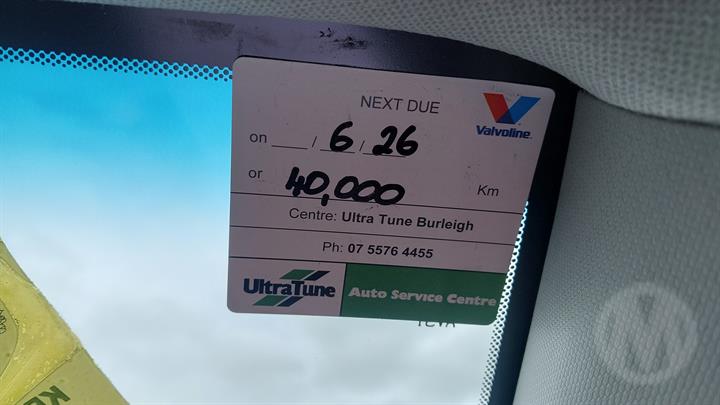 NEXT DUE
Valvoline
on ___/6/26
or 40,000 Km
Centre: Ultra Tune Burleigh
Ph: 07 5576 4455
UltraTune Auto Service Centre
KE
M